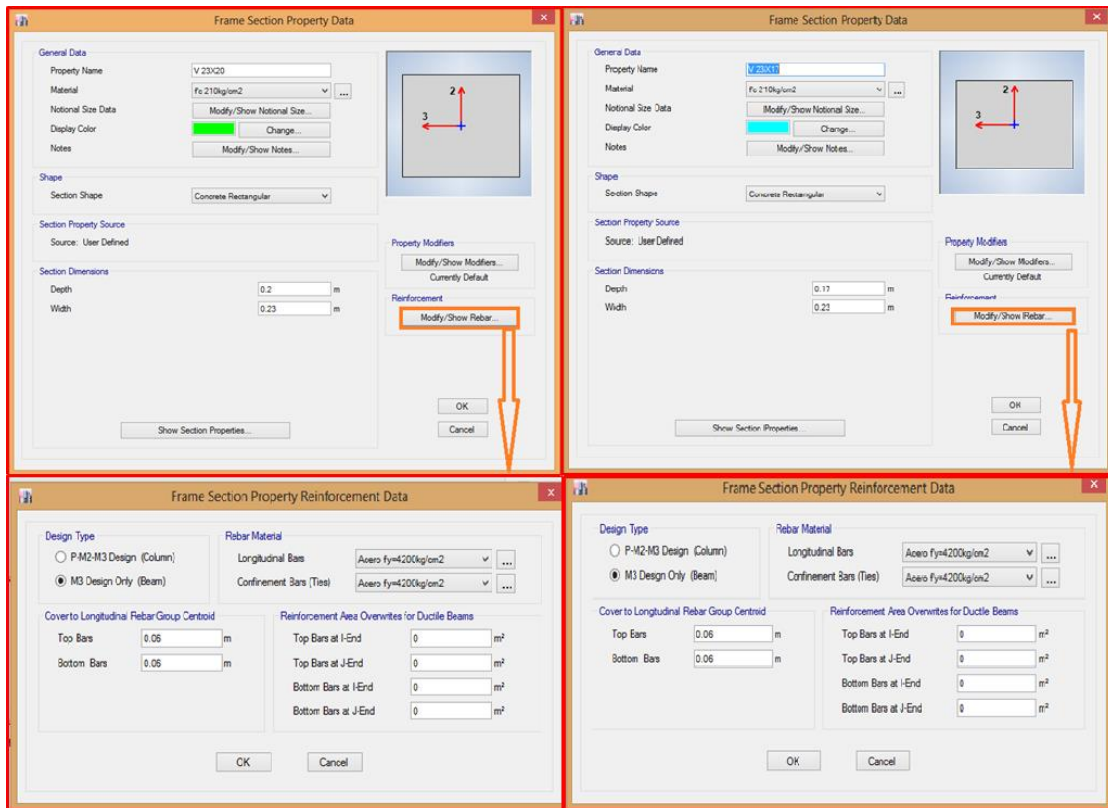 Frame Section Property Data
x
General Data
Property Name V 23X20
Material f'c 210kg/cm2 ...
Notional Size Data Modify/Show Notional Size...
Display Color Change...
Notes Modify/Show Notes...
2
3
Shape
Section Shape Concrete Rectangular
Section Property Source
Source: User Defined
Property Modifiers
Modify/Show Modifiers...
Currently Default
Section Dimensions
Depth 0.2 m
Width 0.23 m
Reinforcement
Modify/Show Rebar...
OK
Cancel
Show Section Properties...
Frame Section Property Data
x
General Data
Property Name V 23X17
Material f'c 210kg/cm2 ...
Notional Size Data Modify/Show Notional Size...
Display Color Change...
Notes Modify/Show Notes...
2
3
Shape
Section Shape Concrete Rectangular
Section Property Source
Source: User Defined
Property Modifiers
Modify/Show Modifiers...
Currently Default
Section Dimensions
Depth 0.17 m
Width 0.23 m
Reinforcement
Modify/Show Rebar...
OK
Cancel
Show Section Properties...
Frame Section Property Reinforcement Data
x
Design Type
P-M2-M3 Design (Column)
M3 Design Only (Beam)
Rebar Material
Longitudinal Bars Acero fy=4200kg/cm2 ...
Confinement Bars (Ties) Acero fy=4200kg/cm2 ...
Cover to Longitudinal Rebar Group Centroid
Top Bars 0.06 m
Bottom Bars 0.06 m
Reinforcement Area Overwrites for Ductile Beams
Top Bars at I-End 0 m²
Top Bars at J-End 0 m²
Bottom Bars at I-End 0 m²
Bottom Bars at J-End 0 m²
OK Cancel
Frame Section Property Reinforcement Data
x
Design Type
P-M2-M3 Design (Column)
M3 Design Only (Beam)
Rebar Material
Longitudinal Bars Acero fy=4200kg/cm2 ...
Confinement Bars (Ties) Acero fy=4200kg/cm2 ...
Cover to Longitudinal Rebar Group Centroid
Top Bars 0.06 m
Bottom Bars 0.06 m
Reinforcement Area Overwrites for Ductile Beams
Top Bars at I-End 0 m²
Top Bars at J-End 0 m²
Bottom Bars at I-End 0 m²
Bottom Bars at J-End 0 m²
OK Cancel